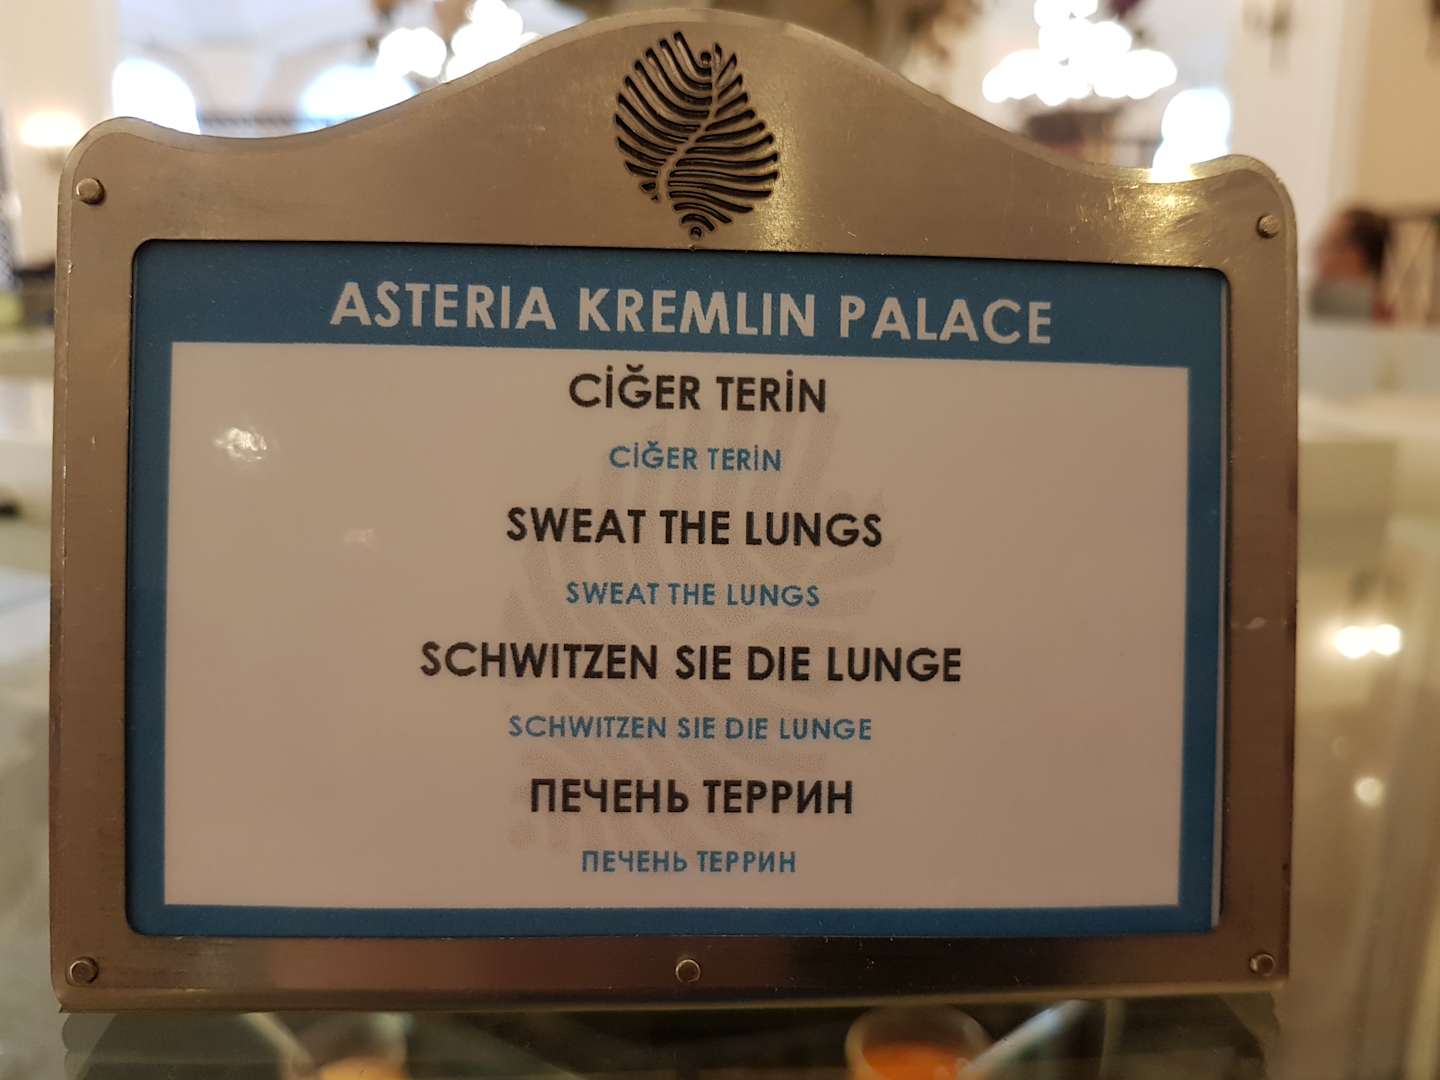 ASTERIA KREMLIN PALACE
CİĞER TERİN
CİĞER TERİN
SWEAT THE LUNGS
SWEAT THE LUNGS
SCHWITZEN SIE DIE LUNGE
SCHWITZEN SIE DIE LUNGE
ПЕЧЕНЬ ТЕРРИН
ПЕЧЕНЬ ТЕРРИН